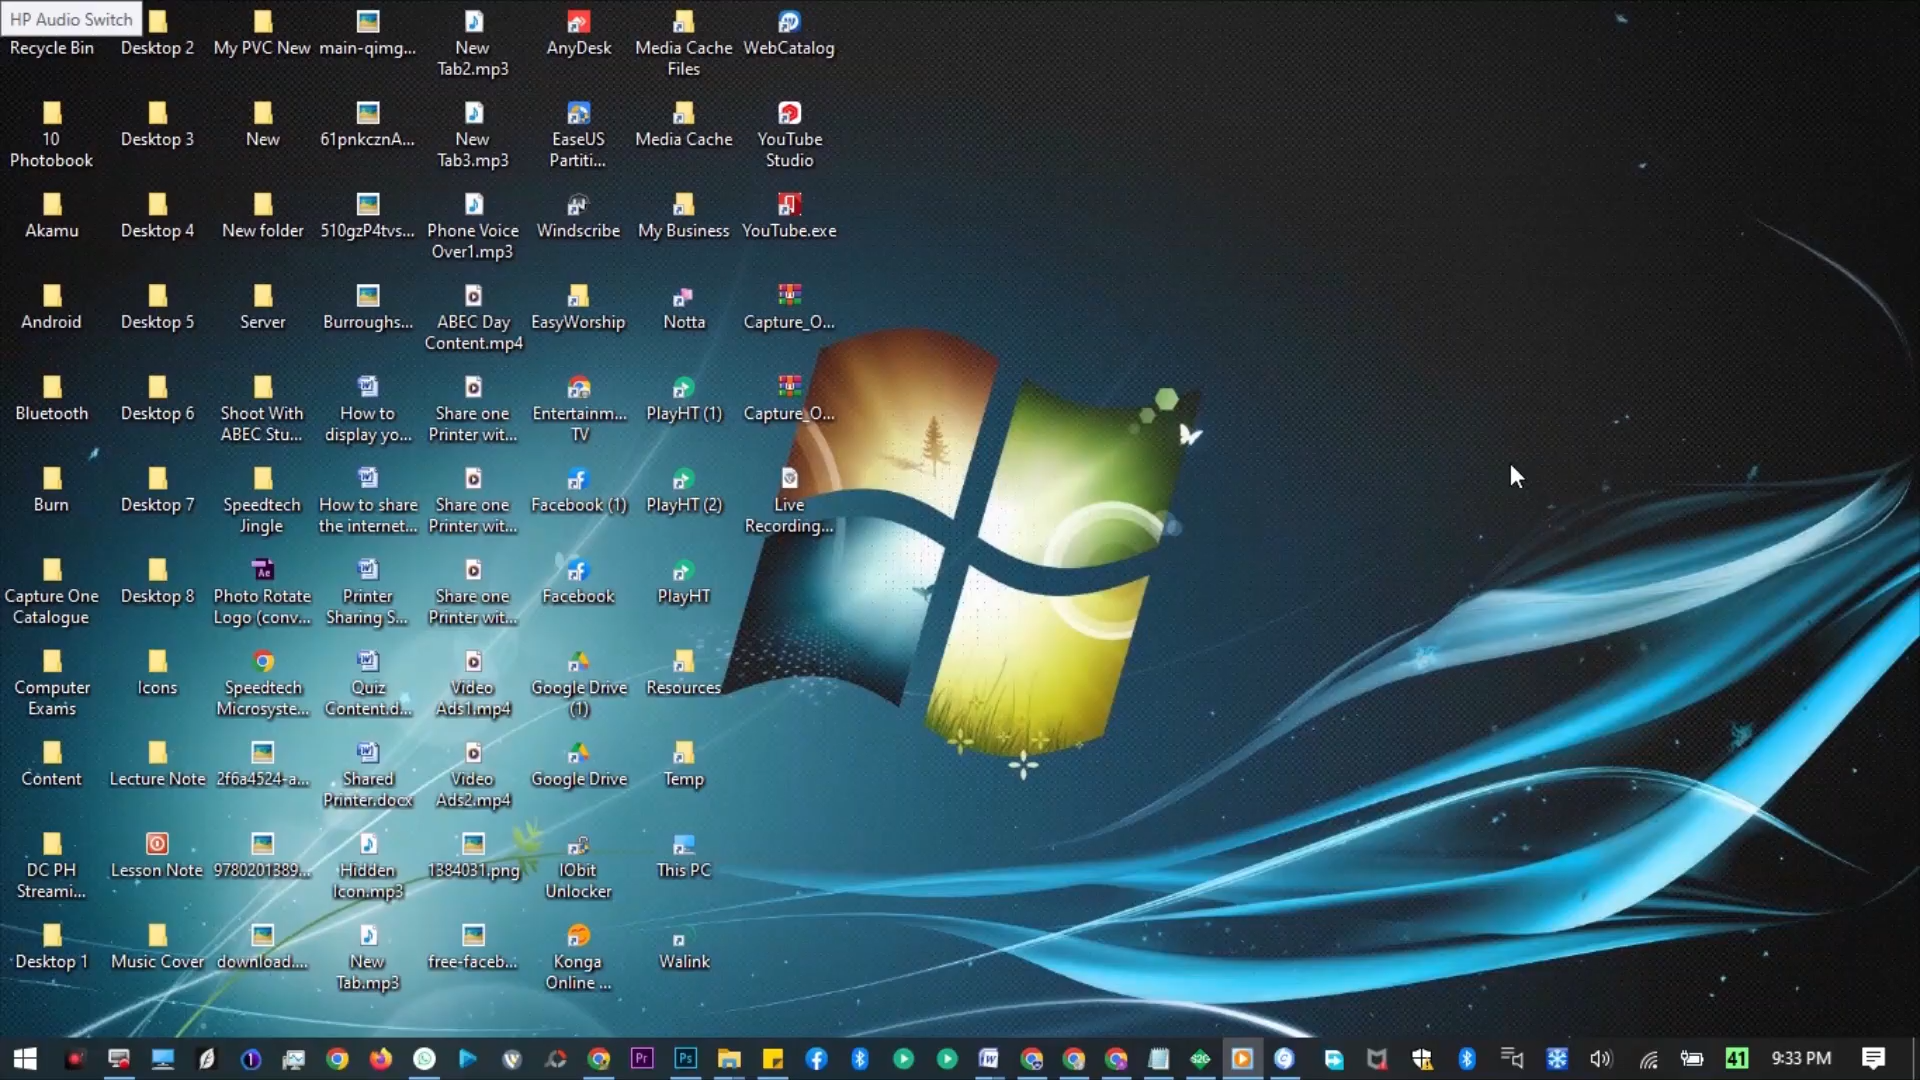 HP Audio Switch
Recycle Bin
Desktop 2
My PVC New
main-qimg...
New
Tab2.mp3
AnyDesk
Media Cache
Files
WebCatalog
10
Photobook
Desktop 3
New
61pnkcznA...
New
Tab3.mp3
EaseUS
Partiti...
Media Cache
YouTube
Studio
Akamu
Desktop 4
New folder
510gzP4tvs...
Phone Voice
Over1.mp3
Windscribe
My Business
YouTube.exe
Android
Desktop 5
Server
Burroughs...
ABEC Day
Content.mp4
EasyWorship
Notta
Capture_O...
Bluetooth
Desktop 6
Shoot With
ABEC Stu...
How to
display yo...
Share one
Printer wit...
Entertainm...
TV
PlayHT (1)
Capture_O...
Burn
Desktop 7
Speedtech
Jingle
How to share
the internet...
Share one
Printer wit...
Facebook (1)
PlayHT (2)
Live
Recording...
Capture One
Catalogue
Desktop 8
Ae
Photo Rotate
Logo (conv...
Printer
Sharing S...
Share one
Printer wit...
Facebook
PlayHT
Computer
Exams
Icons
Speedtech
Microsyste...
Quiz
Content.d...
Video
Ads1.mp4
Google Drive
(1)
Resources
Content
Lecture Note
2f6a4524-a...
Shared
Printer.docx
Video
Ads2.mp4
Google Drive
Temp
DC PH
Streami...
Lesson Note
9780201389...
Hidden
Icon.mp3
1384031.png
IObit
Unlocker
This PC
Desktop 1
Music Cover
download....
New
Tab.mp3
free-faceb...
Konga
Online ...
Walink
Pr
Ps
41
9:33 PM